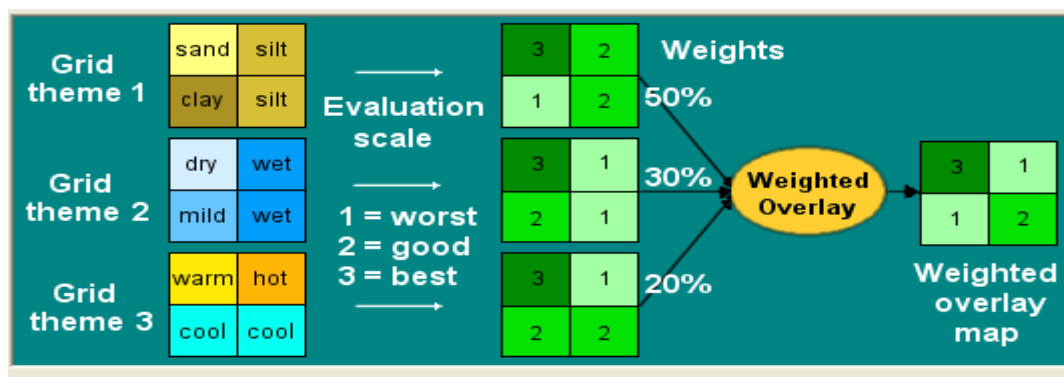 Grid
theme 1
sand silt
clay silt
Evaluation
scale
3 2
1 2
Weights
50%
Grid
theme 2
dry wet
mild wet
1 = worst
2 = good
3 = best
3 1
2 1
30%
Weighted
Overlay
3 1
1 2
Weighted
overlay
map
Grid
theme 3
warm hot
cool cool
3 1
2 2
20%